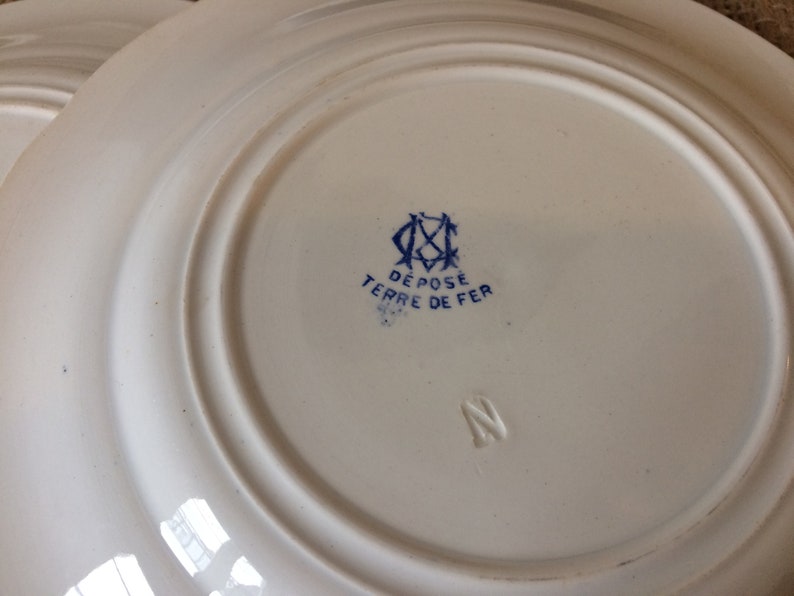 DÉPOSÉ
TERRE DE FER
N